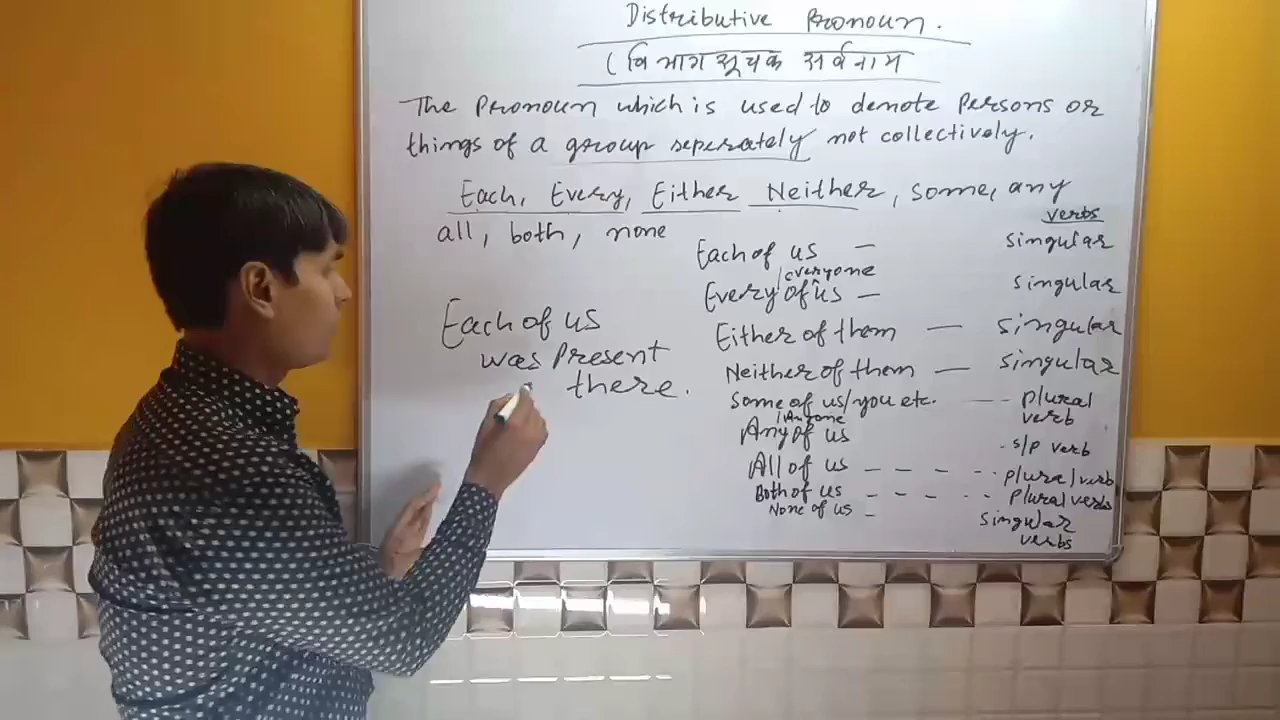 Distributive Pronoun.
(विभागसूचक सर्वनाम
The Pronoun which is used to denote Persons or
things of a group seperately not collectively.
Each, Every, Either Neither, some, any
all, both, none
verbs
Each of us — singular
/everyone
Every of us — singular
Either of them — singular
Neither of them — singular
Some of us/you etc. — plural
verb
/Anyone
Any of us - s/p verb
All of us - - - - - plural verb
Both of us - - - - - Plural verbs
None of us - singular
verbs
Each of us
was Present
there.